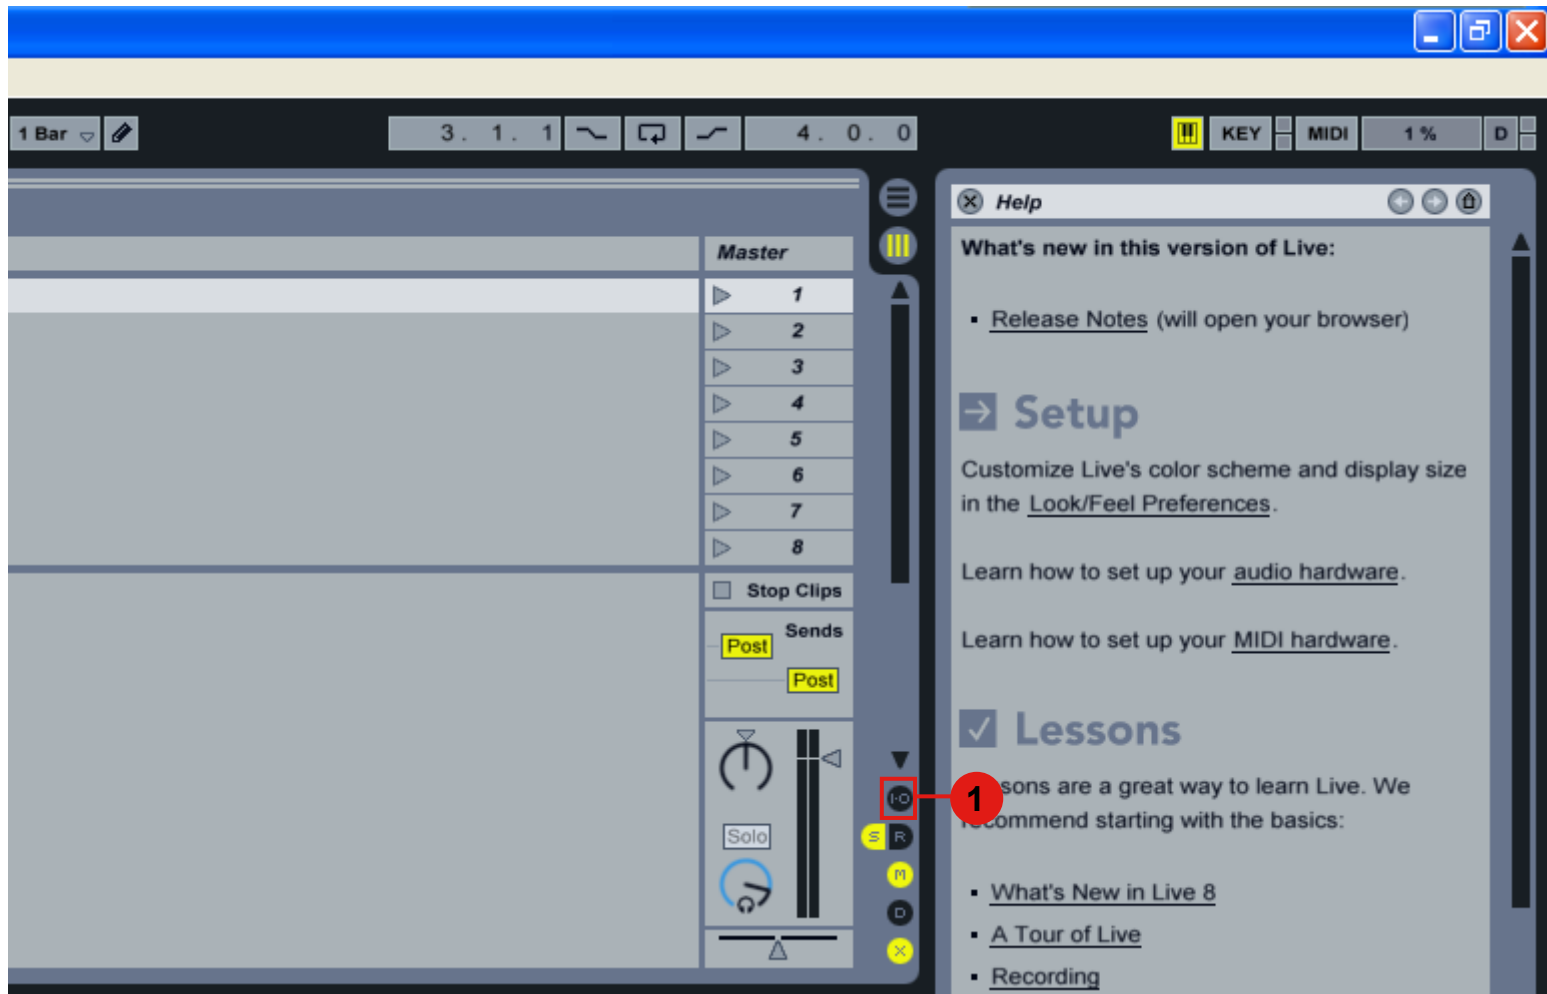 1 Bar
3. 1. 1
4. 0. 0
KEY
MIDI
1 %
D
Help
Master
What's new in this version of Live:
1
Release Notes (will open your browser)
2
3
4
Setup
5
Customize Live's color scheme and display size
6
in the Look/Feel Preferences.
7
8
Learn how to set up your audio hardware.
Stop Clips
Sends
Post
Learn how to set up your MIDI hardware.
Post
Lessons
I·O
1
sons are a great way to learn Live. We
commend starting with the basics:
Solo
S R
M
What's New in Live 8
D
A Tour of Live
X
Recording